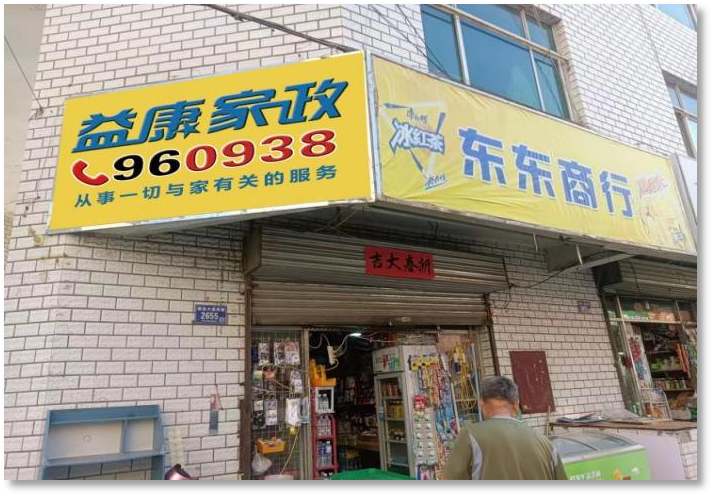 益康家政
960938
从事一切与家有关的服务
冰红茶
东东商行
吉大春新
2655